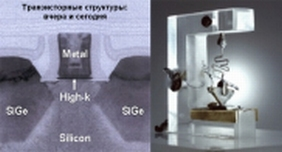 Транзисторные структуры:
вчера и сегодня
Metal
High-k
SiGe
SiGe
Silicon